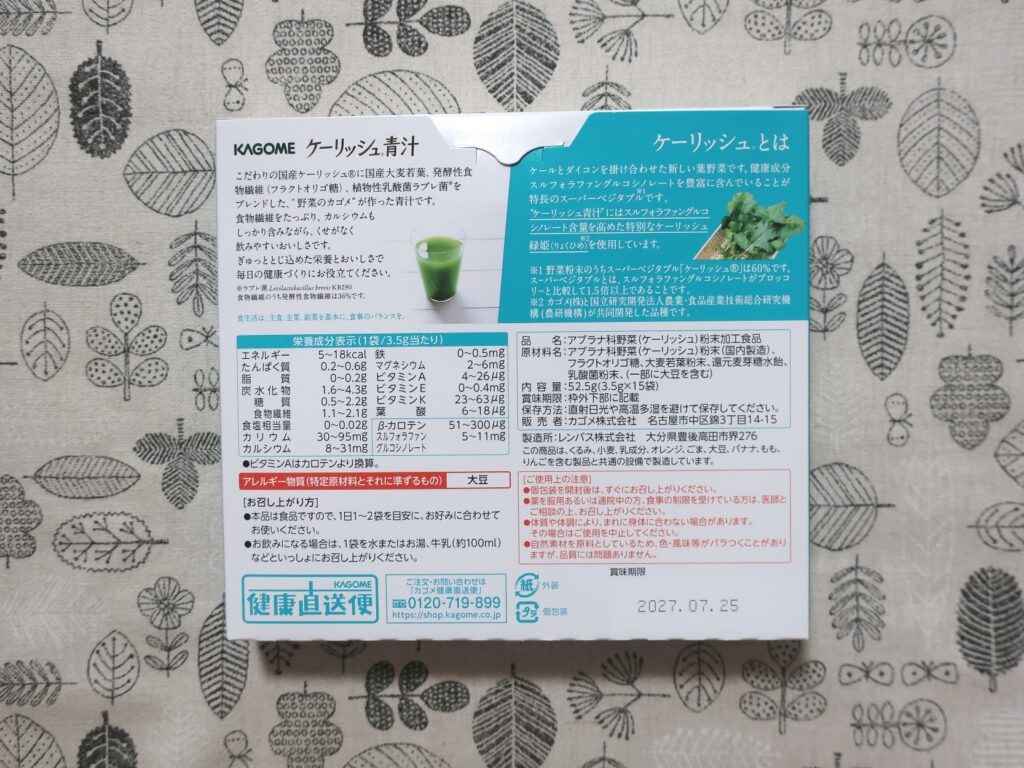 KAGOME ケーリッシュ青汁
こだわりの国産ケーリッシュ®に国産大麦若葉、発酵性食
物繊維（フラクトオリゴ糖）、植物性乳酸菌ラブレ菌※を
ブレンドした、“野菜のカゴメ”が作った青汁です。
食物繊維をたっぷり、カルシウムも
しっかり含みながら、くせがなく
飲みやすいおいしさです。
ぎゅっととじ込めた栄養とおいしさで
毎日の健康づくりにお役立てください。
※ラブレ菌 Levilactobacillus brevis KB290
食物繊維のうち発酵性食物繊維は36%です。
食生活は、主食、主菜、副菜を基本に、食事のバランスを。
ケーリッシュ®とは
ケールとダイコンを掛け合わせた新しい葉野菜です。健康成分
スルフォラファングルコシノレートを豊富に含んでいることが
特長のスーパーベジタブル※1です。
“ケーリッシュ青汁”にはスルフォラファングルコ
シノレート含量を高めた特別なケーリッシュ
緑姫(りょくひめ)※2を使用しています。
※1 野菜粉末のうちスーパーベジタブル「ケーリッシュ®」は60%です。
スーパーベジタブルとは、スルフォラファングルコシノレートがブロッコ
リーと比較して1.5倍以上であることです。
※2 カゴメ(株)と国立研究開発法人農業・食品産業技術総合研究機
構(農研機構)が共同開発した品種です。
栄養成分表示（1袋/3.5g当たり）
エネルギー 5～18kcal
たんぱく質 0.2～0.6g
脂質 0～0.2g
炭水化物 1.6～4.3g
糖質 0.5～2.2g
食物繊維 1.1～2.1g
食塩相当量 0～0.02g
カリウム 30～95mg
カルシウム 8～31mg
鉄 0～0.5mg
マグネシウム 2～6mg
ビタミンA 4～26μg
ビタミンE 0～0.4mg
ビタミンK 23～63μg
葉酸 6～18μg
β-カロテン 51～300μg
スルフォラファン 5～11mg
グルコシノレート
●ビタミンAはカロテンより換算。
アレルギー物質（特定原材料とそれに準ずるもの） 大豆
[お召し上がり方]
●本品は食品ですので、1日1～2袋を目安に、お好みに合わせて
お使いください。
●お飲みになる場合は、1袋を水またはお湯、牛乳(約100ml)
などといっしょにお召し上がりください。
KAGOME
健康直送便
ご注文・お問い合わせは
「カゴメ健康直送便」
0120-719-899
https://shop.kagome.co.jp
品名:アブラナ科野菜(ケーリッシュ)粉末加工食品
原材料名:アブラナ科野菜(ケーリッシュ)粉末(国内製造)、
フラクトオリゴ糖、大麦若葉粉末、還元麦芽糖水飴、
乳酸菌粉末、(一部に大豆を含む)
内容量:52.5g(3.5g×15袋)
賞味期限:枠外下部に記載
保存方法:直射日光や高温多湿を避けて保存してください。
販売者:カゴメ株式会社 名古屋市中区錦3丁目14-15
製造所:レンパス株式会社 大分県豊後高田市界276
この商品は、くるみ、小麦、乳成分、オレンジ、ごま、大豆、バナナ、もも、
りんごを含む製品と共通の設備で製造しています。
[ご使用上の注意]
●個包装を開封後は、すぐにお召し上がりください。
●薬を服用あるいは通院中の方、食事の制限を受けている方は、医師と
ご相談の上、お召し上がりください。
●体質や体調により、まれに身体に合わない場合があります。
その場合はご使用を中止してください。
●自然素材を原料としているため、色・風味等がバラつくことがあり
ますが、品質には問題ありません。
紙 外装
プラ 個包装
賞味期限
2027.07.25